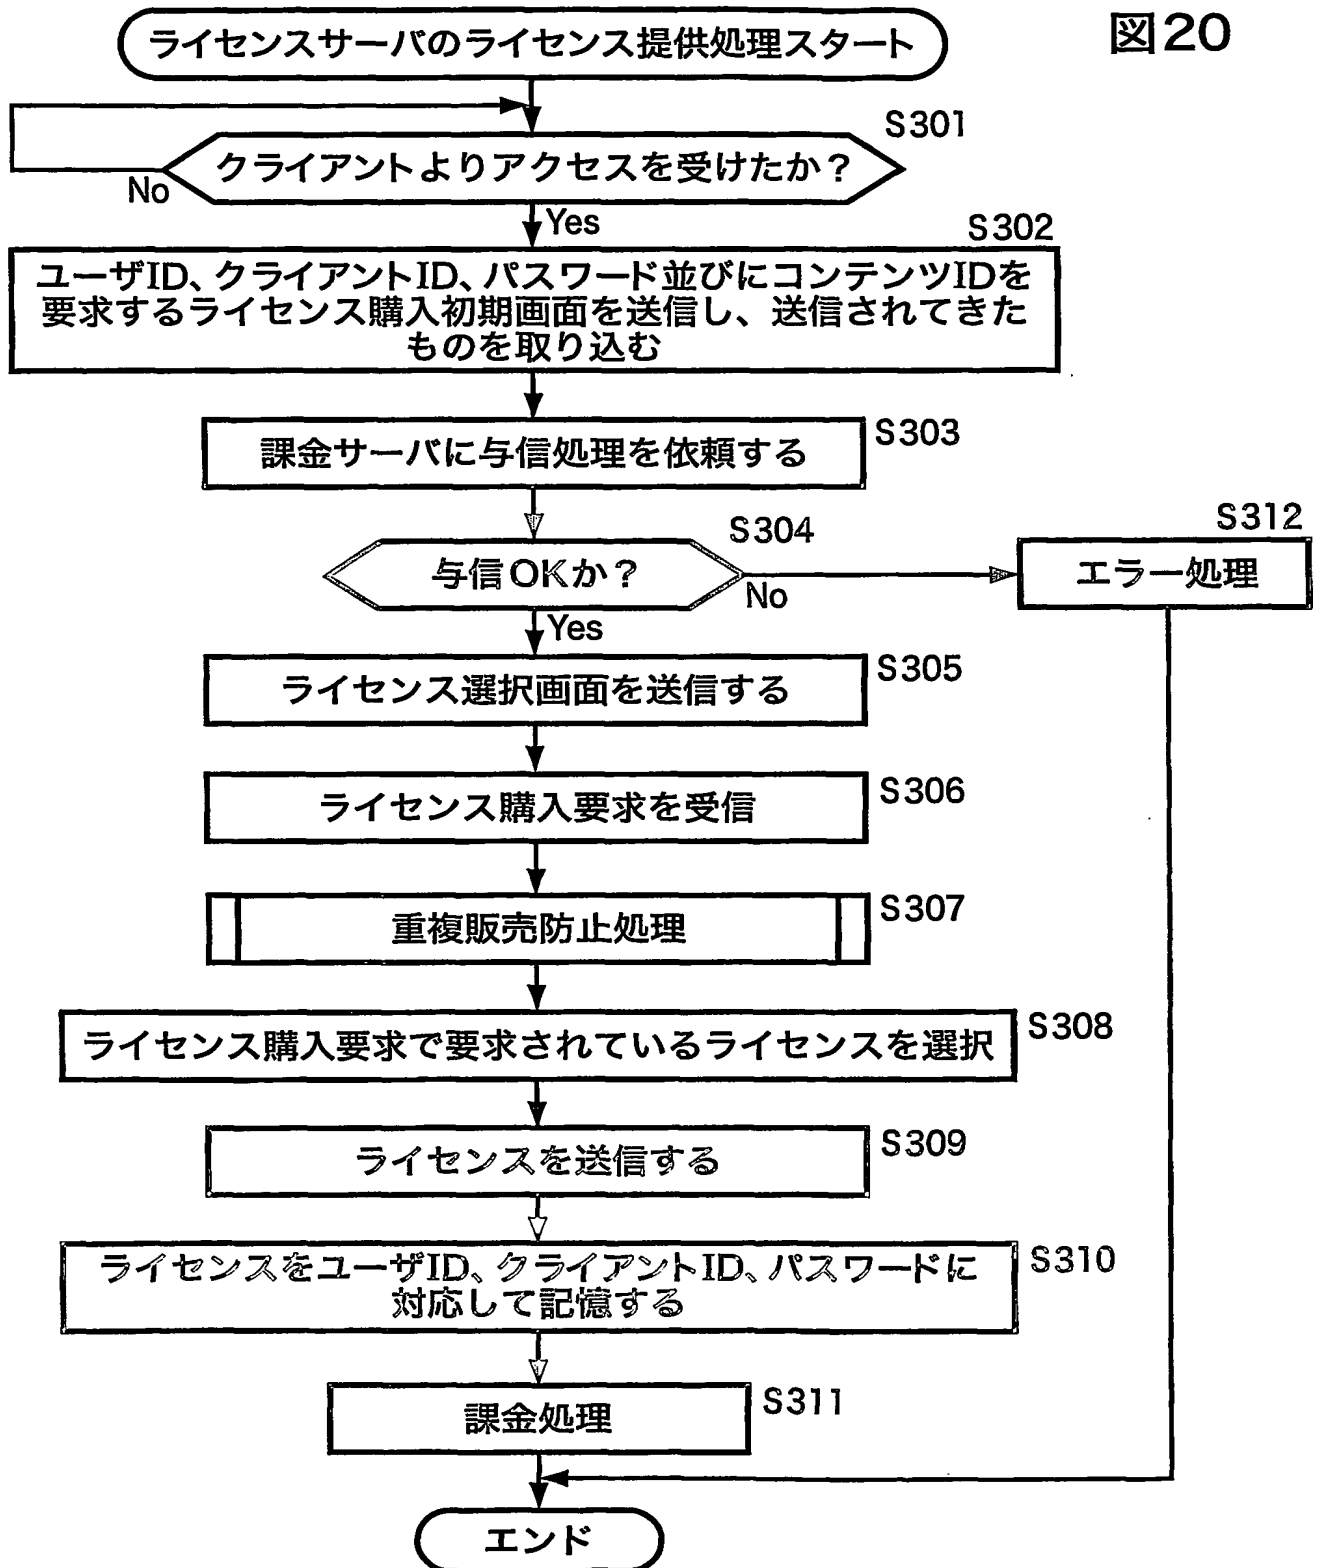 図20
ライセンスサーバのライセンス提供処理スタート
S301
クライアントよりアクセスを受けたか？
No
Yes
S302
ユーザID、クライアントID、パスワード並びにコンテンツIDを
要求するライセンス購入初期画面を送信し、送信されてきた
ものを取り込む
S303
課金サーバに与信処理を依頼する
S304
与信OKか？
No
Yes
S312
エラー処理
S305
ライセンス選択画面を送信する
S306
ライセンス購入要求を受信
S307
重複販売防止処理
S308
ライセンス購入要求で要求されているライセンスを選択
S309
ライセンスを送信する
S310
ライセンスをユーザID、クライアントID、パスワードに
対応して記憶する
S311
課金処理
エンド